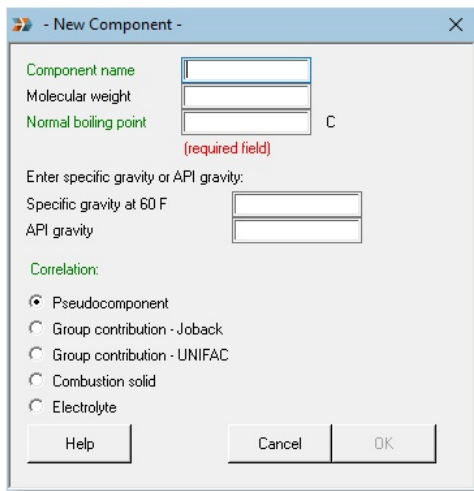 - New Component -
Component name
Molecular weight
Normal boiling point C
(required field)
Enter specific gravity or API gravity:
Specific gravity at 60 F
API gravity
Correlation:
Pseudocomponent
Group contribution - Joback
Group contribution - UNIFAC
Combustion solid
Electrolyte
Help Cancel OK